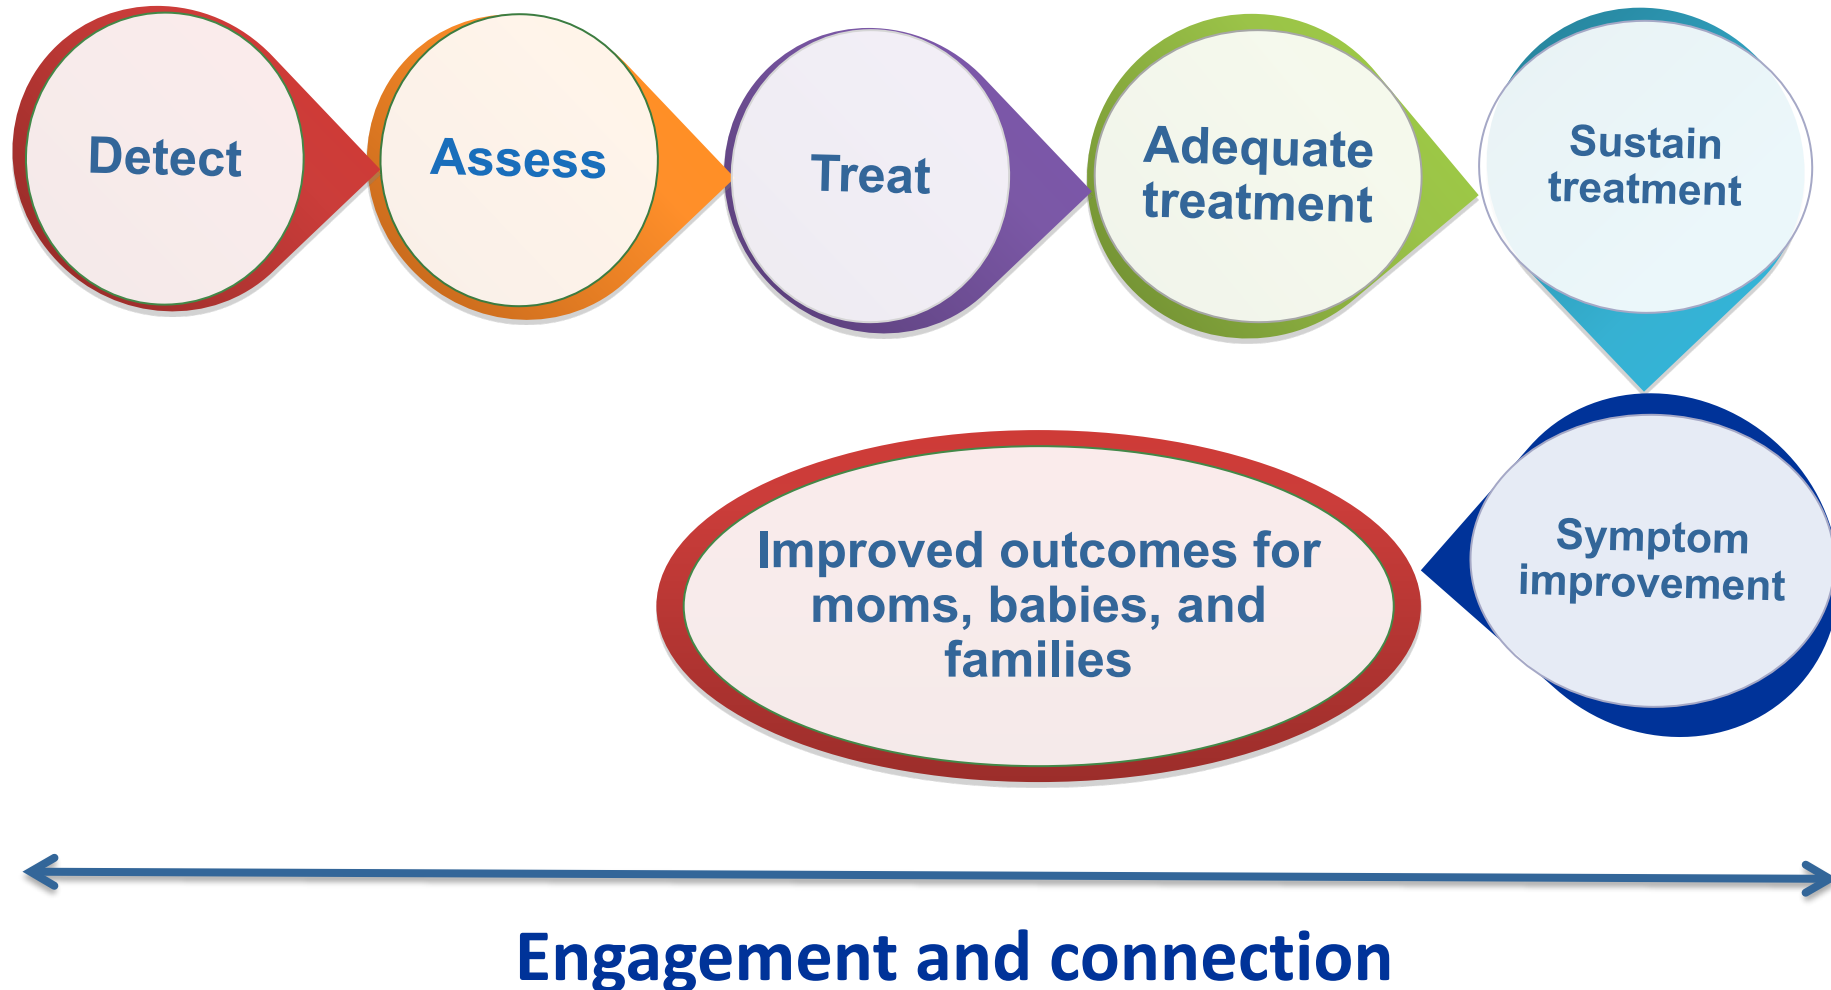 Detect
Assess
Treat
Adequate
treatment
Sustain
treatment
Symptom
improvement
Improved outcomes for
moms, babies, and
families
Engagement and connection